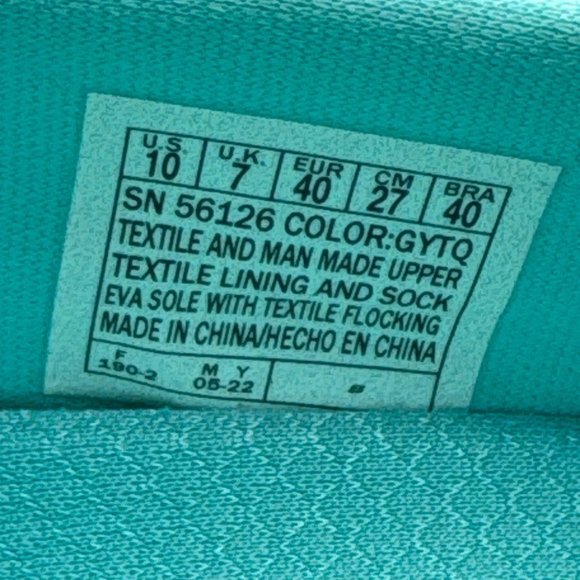 U.S. U.K. EUR CM BRA
10 7 40 27 40
SN 56126 COLOR:GYTQ
TEXTILE AND MAN MADE UPPER
TEXTILE LINING AND SOCK
EVA SOLE WITH TEXTILE FLOCKING
MADE IN CHINA/HECHO EN CHINA
F M Y
190-2 05-22